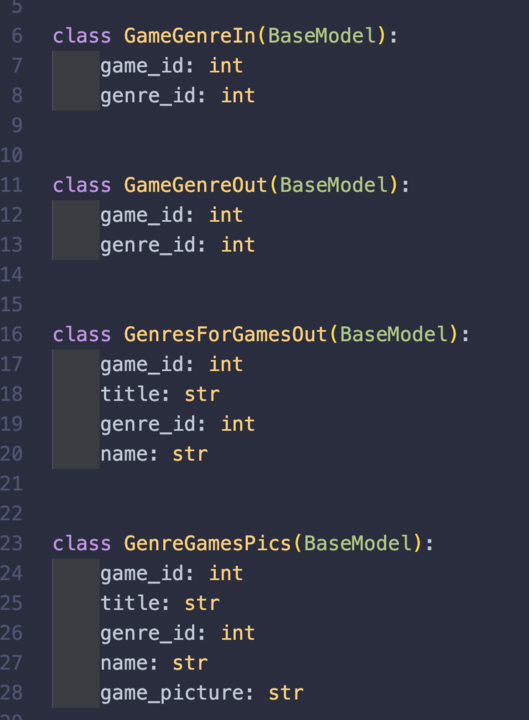 5
6 class GameGenreIn(BaseModel):
7     game_id: int
8     genre_id: int
9
10
11 class GameGenreOut(BaseModel):
12     game_id: int
13     genre_id: int
14
15
16 class GenresForGamesOut(BaseModel):
17     game_id: int
18     title: str
19     genre_id: int
20     name: str
21
22
23 class GenreGamesPics(BaseModel):
24     game_id: int
25     title: str
26     genre_id: int
27     name: str
28     game_picture: str
29